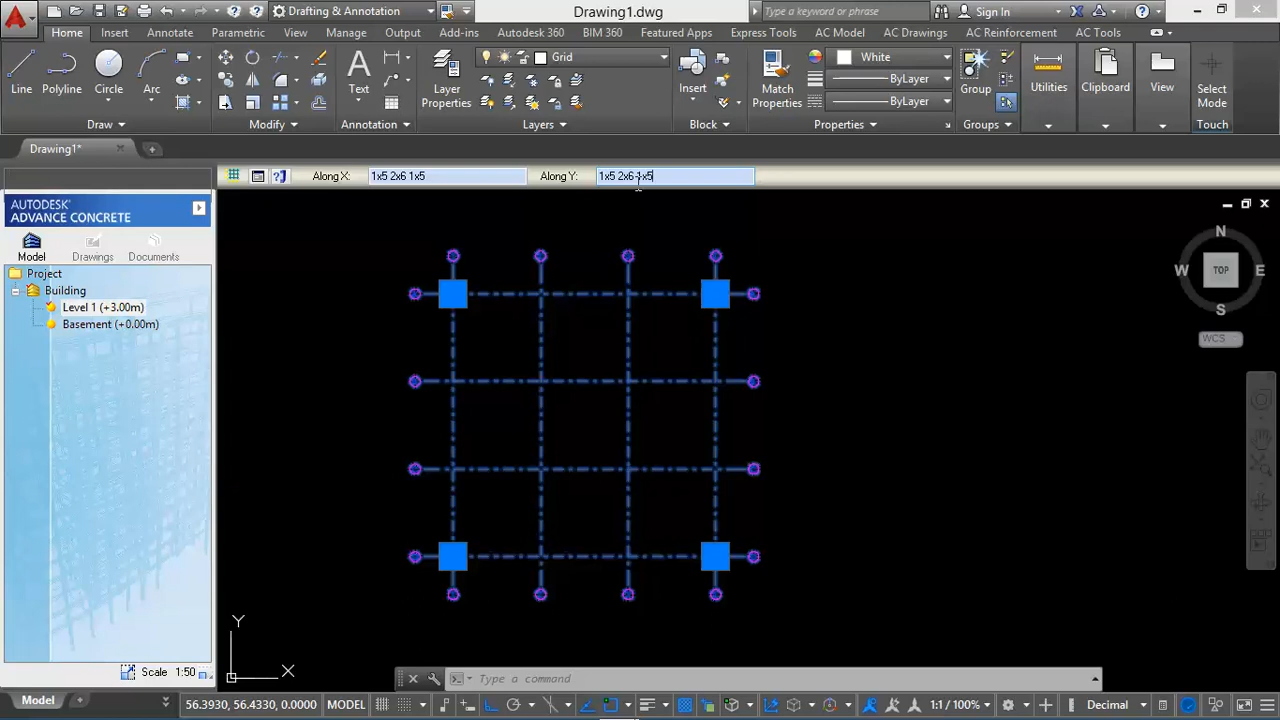 Drafting & Annotation
Drawing1.dwg
Type a keyword or phrase
Sign In
Home Insert Annotate Parametric View Manage Output Add-ins Autodesk 360 BIM 360 Featured Apps Express Tools AC Model AC Drawings AC Reinforcement AC Tools
Line Polyline Circle Arc Text Layer Properties Grid Insert Match Properties White ByLayer ByLayer Group Utilities Clipboard View Select Mode
Draw Modify Annotation Layers Block Properties Groups Touch
Drawing1*
Along X: 1x5 2x6 1x5 Along Y: 1x5 2x6 1x5
AUTODESK
ADVANCE CONCRETE
Model Drawings Documents
Project
Building
Level 1 (+3.00m)
Basement (+0.00m)
N
W TOP E
S
WCS
Y
X
Scale 1:50
Type a command
Model
56.3930, 56.4330, 0.0000 MODEL 1:1 / 100% Decimal